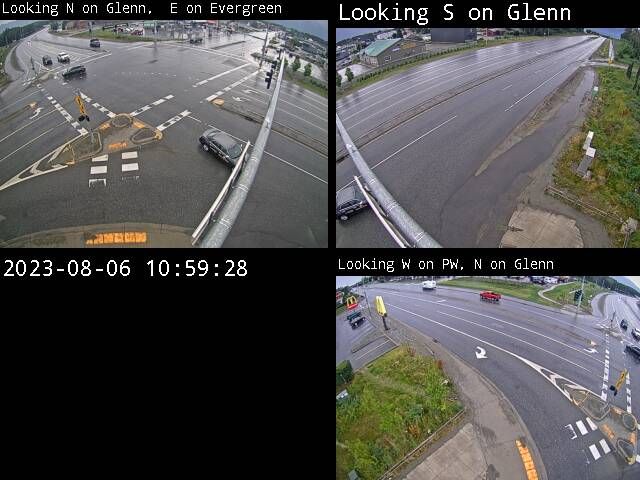 Looking N on Glenn,  E on Evergreen
Looking S on Glenn
2023-08-06 10:59:28
Looking W on PW, N on Glenn